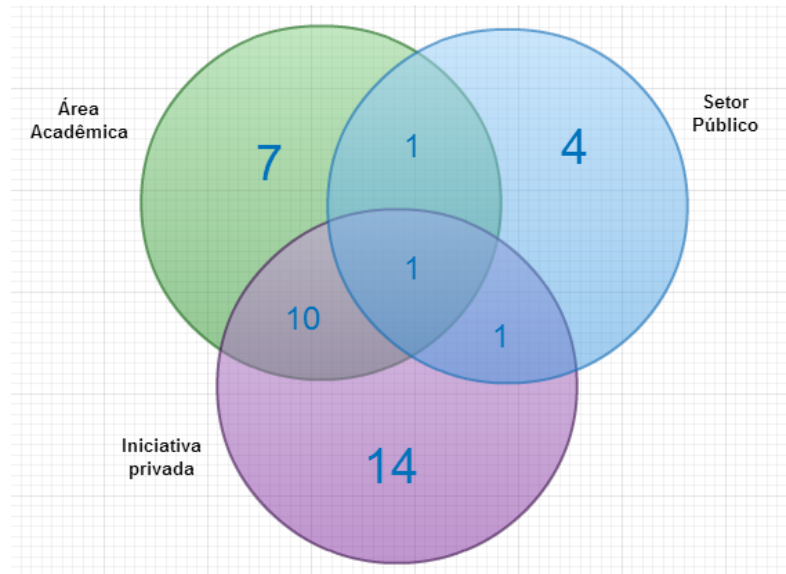 Área
Acadêmica
Setor
Público
7
1
4
1
10
1
Iniciativa
privada
14